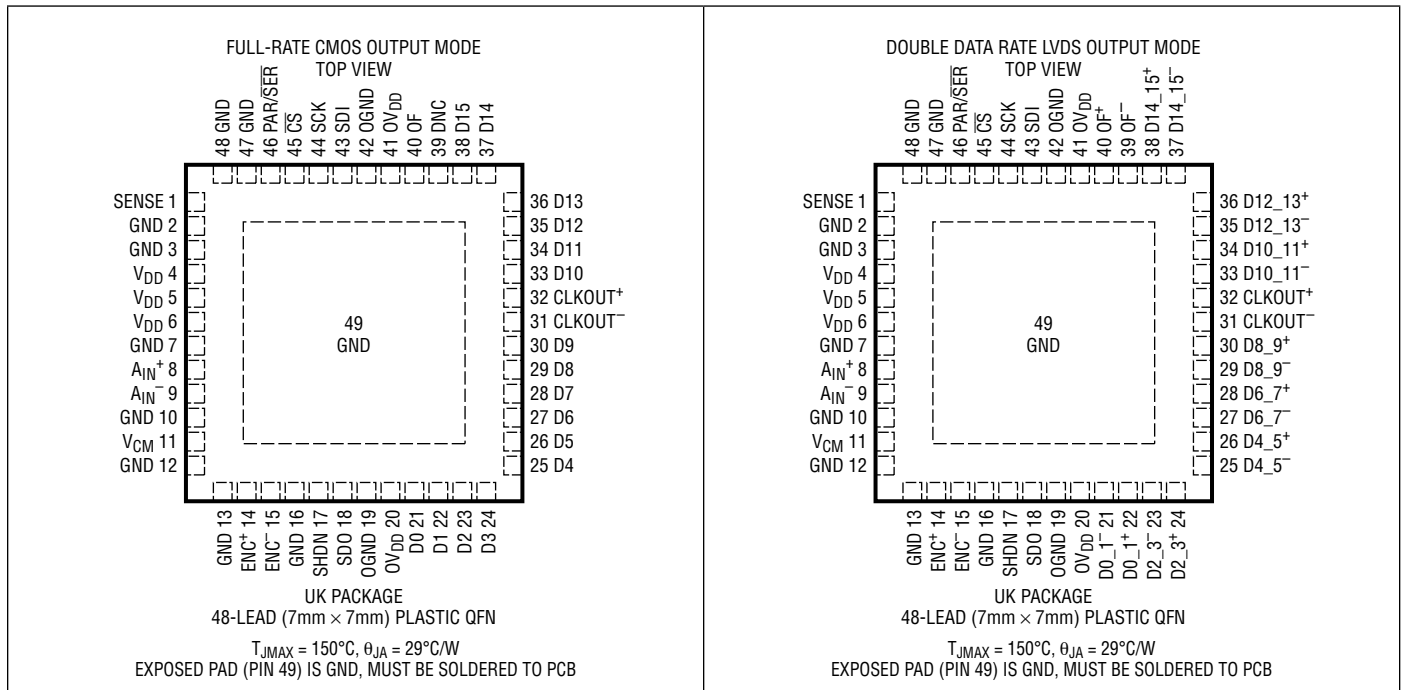 FULL-RATE CMOS OUTPUT MODE
TOP VIEW
48 GND
47 GND
46 PAR/S̅E̅R̅
45 C̅S̅
44 SCK
43 SDI
42 OGND
41 OVDD
40 OF
39 DNC
38 D15
37 D14
SENSE 1
GND 2
GND 3
VDD 4
VDD 5
VDD 6
GND 7
AIN+ 8
AIN– 9
GND 10
VCM 11
GND 12
49
GND
36 D13
35 D12
34 D11
33 D10
32 CLKOUT+
31 CLKOUT–
30 D9
29 D8
28 D7
27 D6
26 D5
25 D4
GND 13
ENC+ 14
ENC– 15
GND 16
SHDN 17
SDO 18
OGND 19
OVDD 20
D0 21
D1 22
D2 23
D3 24
UK PACKAGE
48-LEAD (7mm × 7mm) PLASTIC QFN
TJMAX = 150°C, θJA = 29°C/W
EXPOSED PAD (PIN 49) IS GND, MUST BE SOLDERED TO PCB
DOUBLE DATA RATE LVDS OUTPUT MODE
TOP VIEW
48 GND
47 GND
46 PAR/S̅E̅R̅
45 C̅S̅
44 SCK
43 SDI
42 OGND
41 OVDD
40 OF+
39 OF–
38 D14_15+
37 D14_15–
SENSE 1
GND 2
GND 3
VDD 4
VDD 5
VDD 6
GND 7
AIN+ 8
AIN– 9
GND 10
VCM 11
GND 12
49
GND
36 D12_13+
35 D12_13–
34 D10_11+
33 D10_11–
32 CLKOUT+
31 CLKOUT–
30 D8_9+
29 D8_9–
28 D6_7+
27 D6_7–
26 D4_5+
25 D4_5–
GND 13
ENC+ 14
ENC– 15
GND 16
SHDN 17
SDO 18
OGND 19
OVDD 20
D0_1– 21
D0_1+ 22
D2_3– 23
D2_3+ 24
UK PACKAGE
48-LEAD (7mm × 7mm) PLASTIC QFN
TJMAX = 150°C, θJA = 29°C/W
EXPOSED PAD (PIN 49) IS GND, MUST BE SOLDERED TO PCB